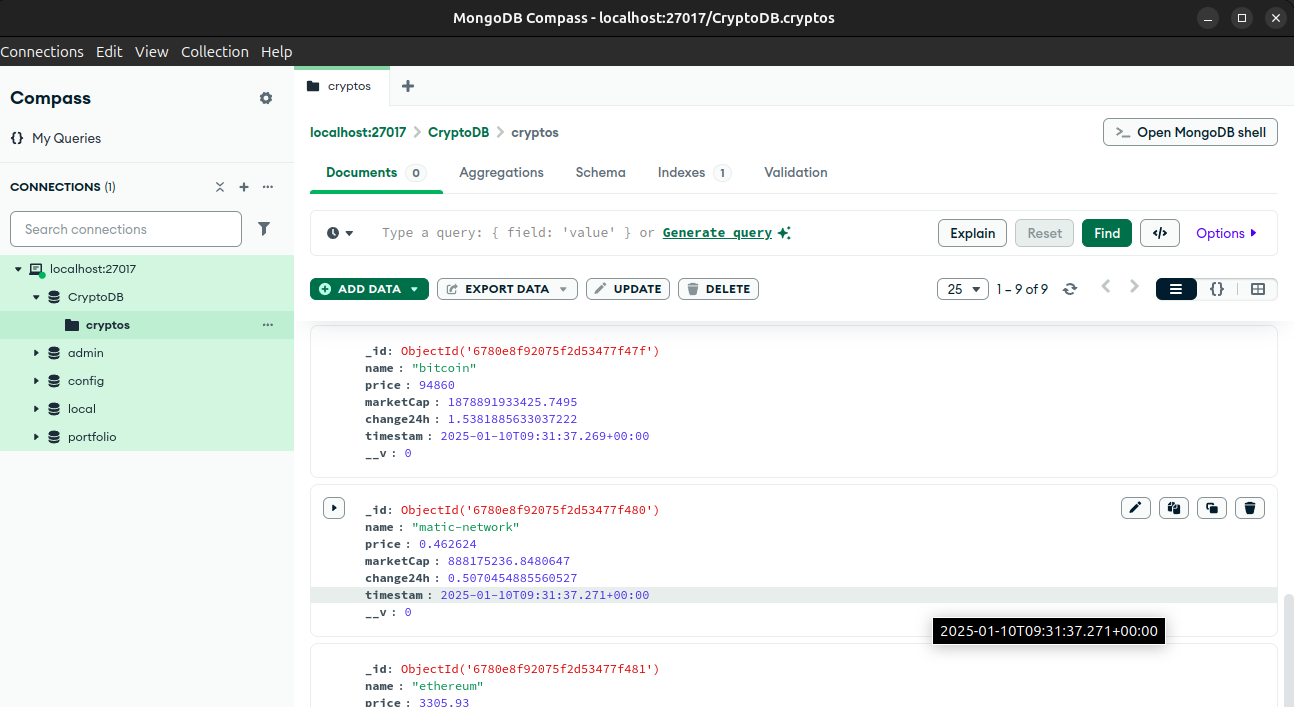 MongoDB Compass - localhost:27017/CryptoDB.cryptos
Connections Edit View Collection Help
Compass
{} My Queries
CONNECTIONS (1)
Search connections
localhost:27017
CryptoDB
cryptos
admin
config
local
portfolio
cryptos
localhost:27017 > CryptoDB > cryptos
>_ Open MongoDB shell
Documents 0 Aggregations Schema Indexes 1 Validation
Type a query: { field: 'value' } or Generate query
Explain Reset Find </> Options
ADD DATA EXPORT DATA UPDATE DELETE 25 1 – 9 of 9 {}
_id: ObjectId('6780e8f92075f2d53477f47f')
name : "bitcoin"
price : 94860
marketCap : 1878891933425.7495
change24h : 1.5381885633037222
timestam : 2025-01-10T09:31:37.269+00:00
__v : 0
_id: ObjectId('6780e8f92075f2d53477f480')
name : "matic-network"
price : 0.462624
marketCap : 888175236.8480647
change24h : 0.5070454885560527
timestam : 2025-01-10T09:31:37.271+00:00
__v : 0
2025-01-10T09:31:37.271+00:00
_id: ObjectId('6780e8f92075f2d53477f481')
name : "ethereum"
price : 3305.93